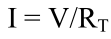 I = V/R_T